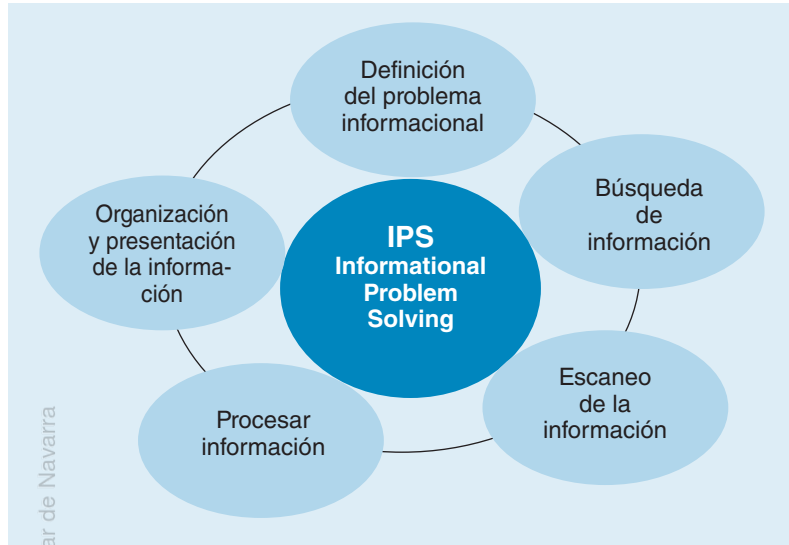 Definición
del problema
informacional
Búsqueda
de
información
Escaneo
de la
información
Procesar
información
Organización
y presentación
de la informa-
ción
IPS
Informational
Problem
Solving
ar de Navarra